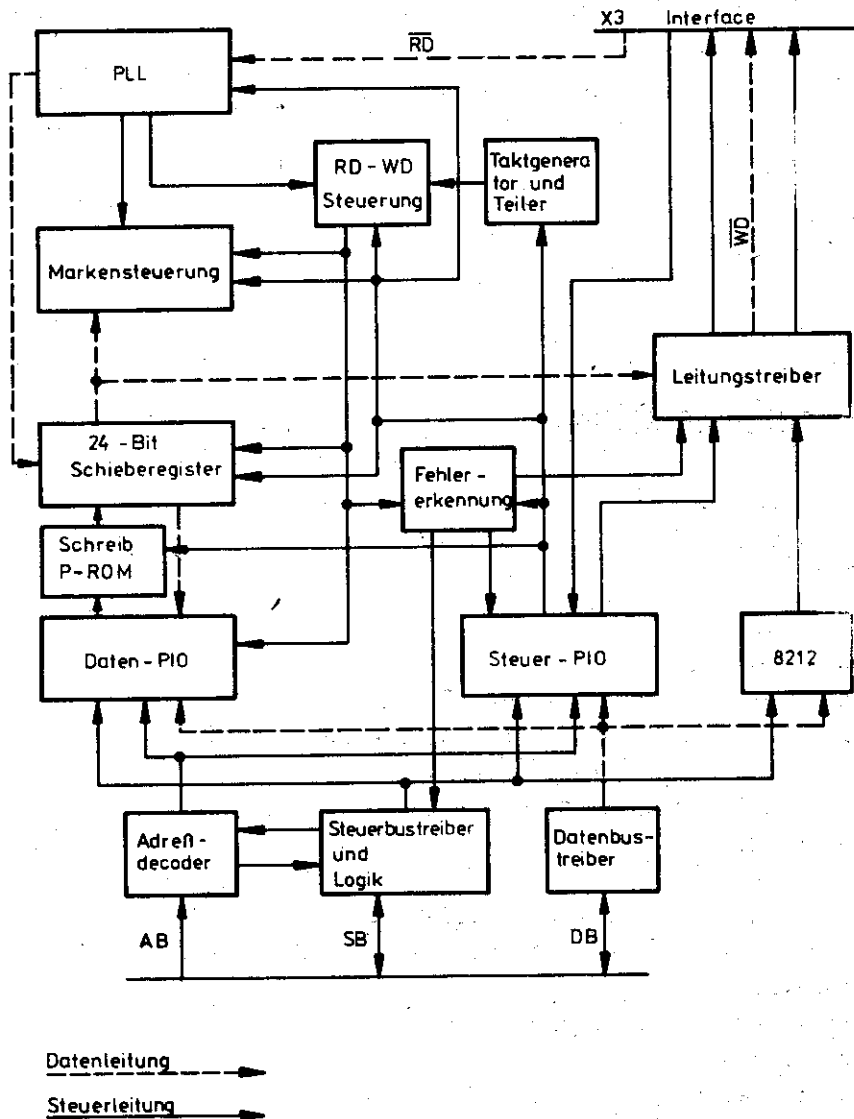 X3 Interface
RD
PLL
RD - WD
Steuerung
Taktgenera
tor und
Teiler
Markensteuerung
WD
Leitungstreiber
24 - Bit
Schieberegister
Fehler -
erkennung
Schreib
P-ROM
Daten - PIO
Steuer - PIO
8212
Adreß-
decoder
Steuerbustreiber
und
Logik
Datenbus-
treiber
AB
SB
DB
Datenleitung
Steuerleitung